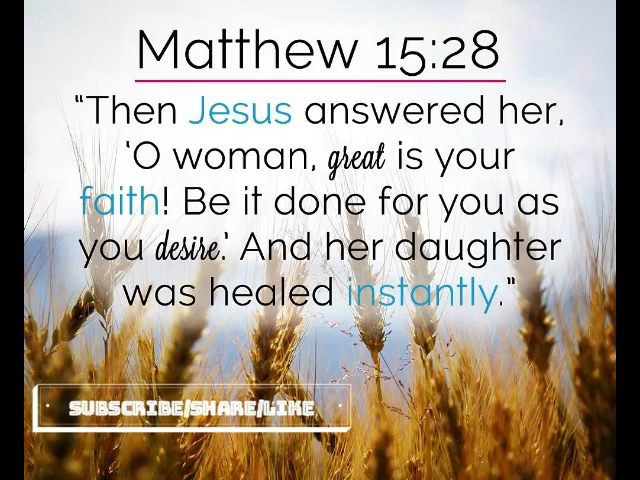 Matthew 15:28
“Then Jesus answered her,
‘O woman, great is your
faith! Be it done for you as
you desire.’ And her daughter
was healed instantly.”
SUBSCRIBE/SHARE/LIKE